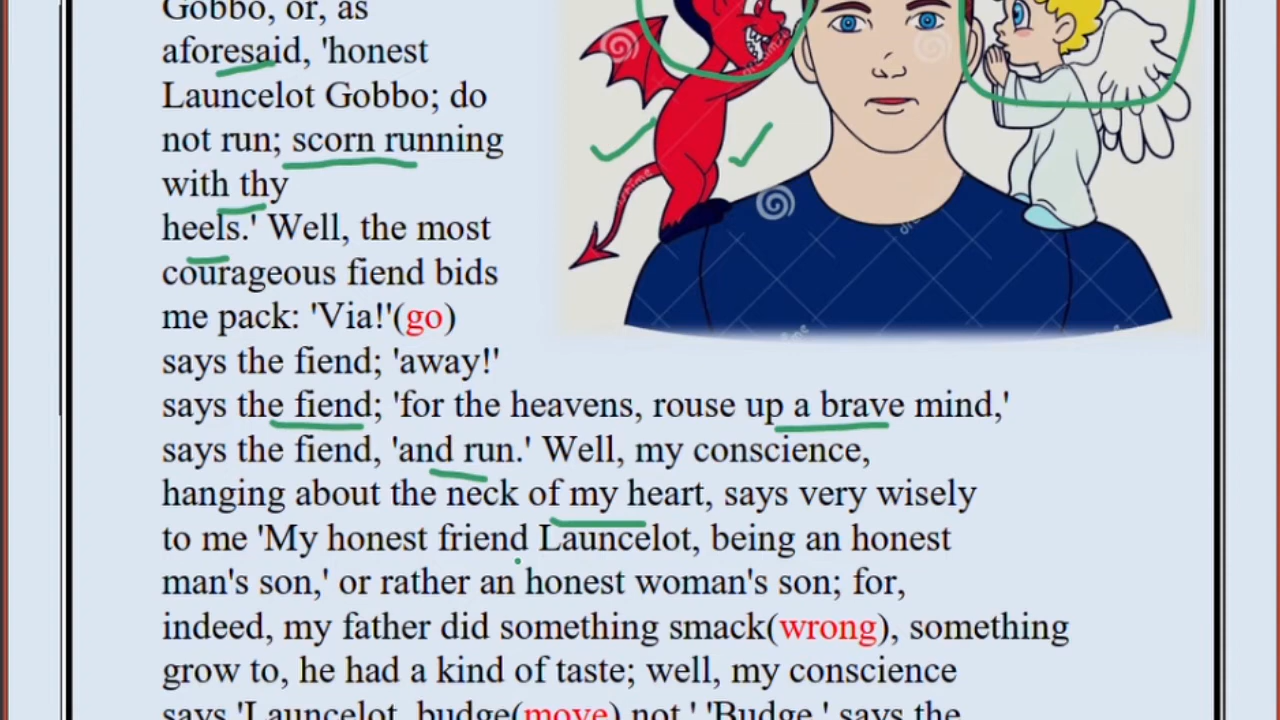 Gobbo, or, as
aforesaid, 'honest
Launcelot Gobbo; do
not run; scorn running
with thy
heels.' Well, the most
courageous fiend bids
me pack: 'Via!'(go)
says the fiend; 'away!'
says the fiend; 'for the heavens, rouse up a brave mind,'
says the fiend, 'and run.' Well, my conscience,
hanging about the neck of my heart, says very wisely
to me 'My honest friend Launcelot, being an honest
man's son,' or rather an honest woman's son; for,
indeed, my father did something smack(wrong), something
grow to, he had a kind of taste; well, my conscience
says 'Launcelot, budge(move) not.' 'Budge,' says the